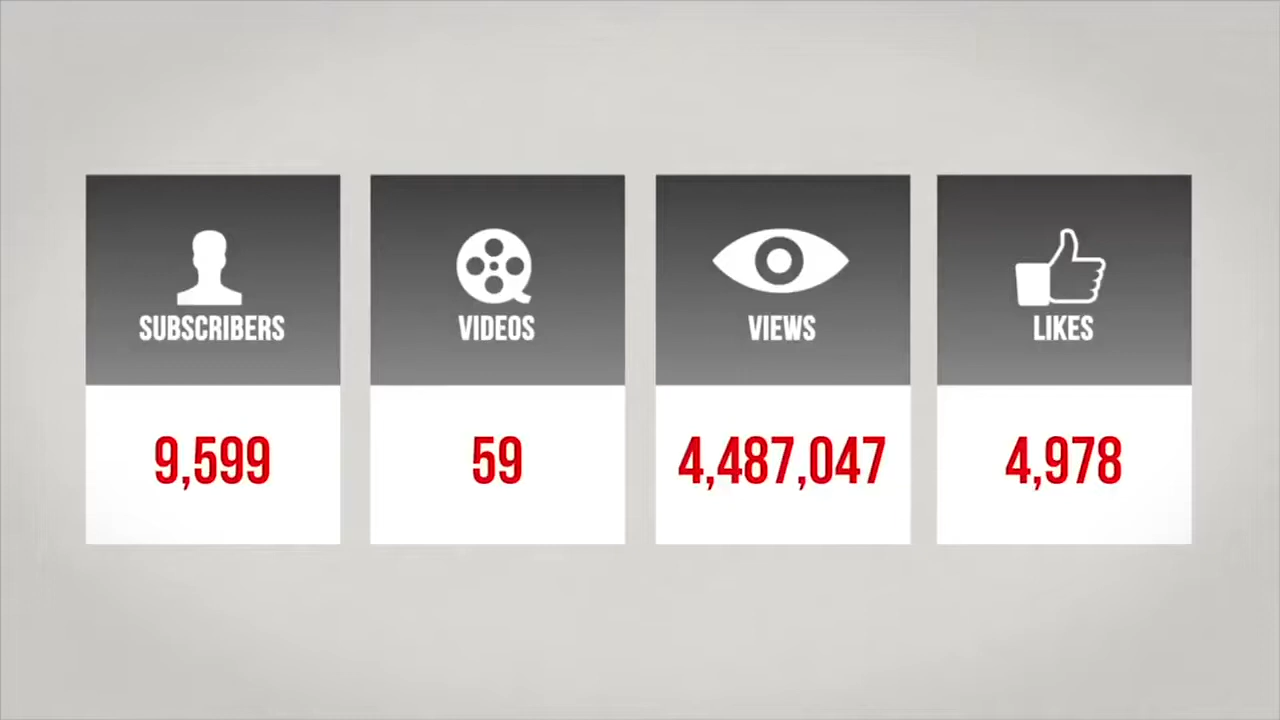 SUBSCRIBERS
VIDEOS
VIEWS
LIKES
9,599
59
4,487,047
4,978